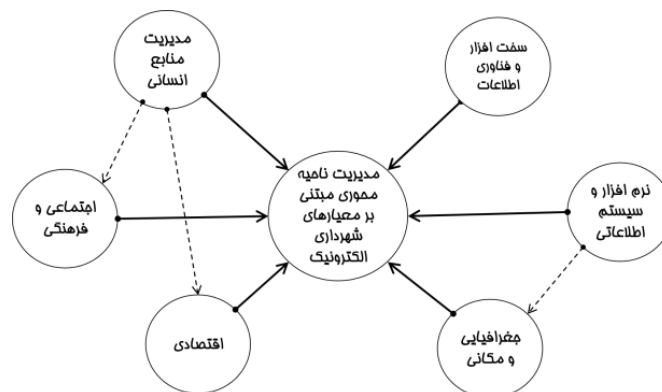 مدیریت
منابع
انسانی
سخت افزار
و فناوری
اطلاعات
مدیریت ناحیه
محوری مبتنی
بر معیارهای
شهرداری
الکترونیک
نرم افزار و
سیستم
اطلاعاتی
اجتماعی و
فرهنگی
اقتصادی
جغرافیایی
و مکانی